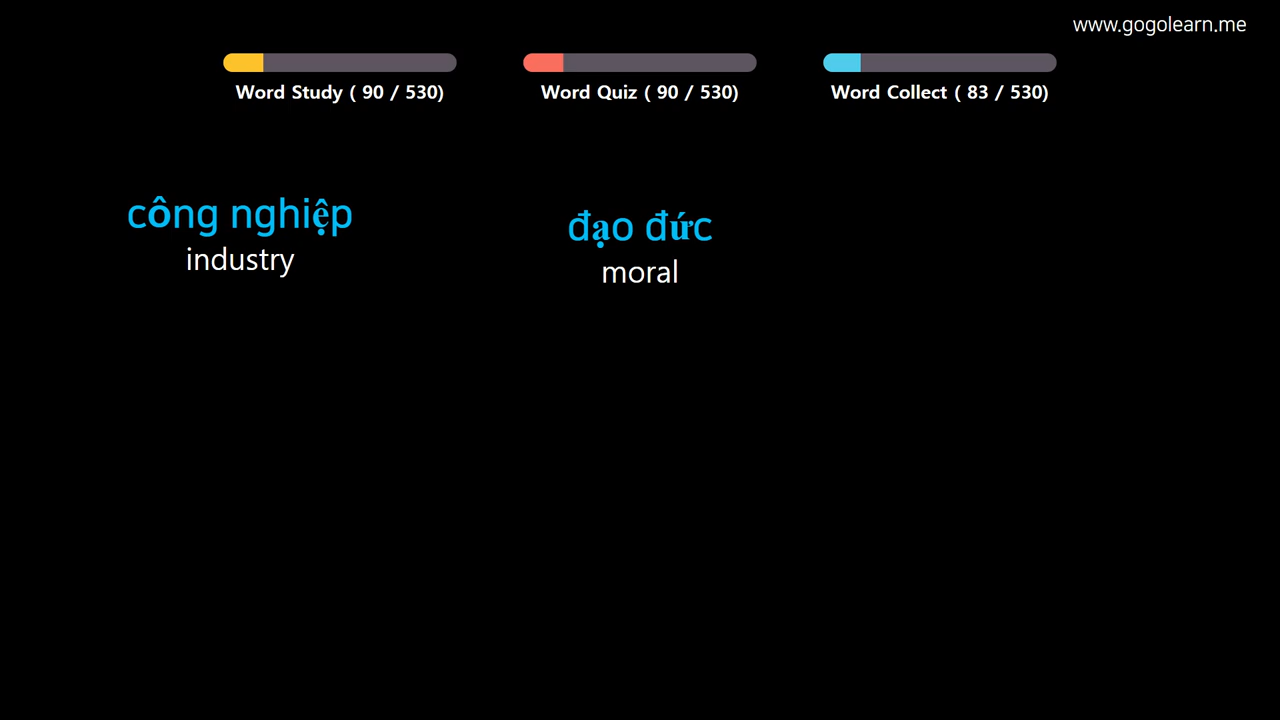 www.gogolearn.me
Word Study ( 90 / 530)
Word Quiz ( 90 / 530)
Word Collect ( 83 / 530)
công nghiệp
industry
đạo đức
moral